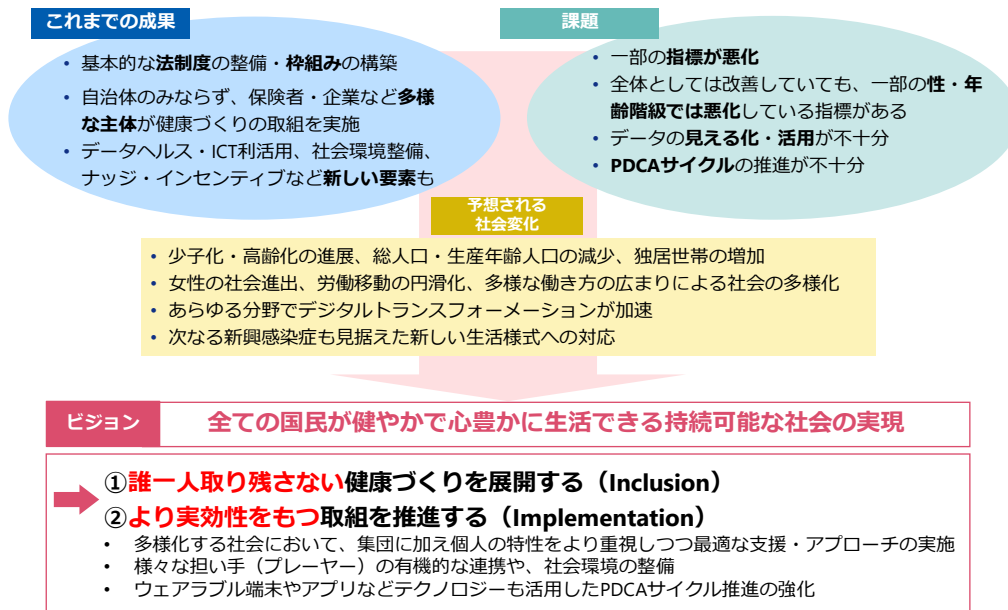 これまでの成果
• 基本的な法制度の整備・枠組みの構築
• 自治体のみならず、保険者・企業など多様
な主体が健康づくりの取組を実施
• データヘルス・ICT利活用、社会環境整備、
ナッジ・インセンティブなど新しい要素も
課題
• 一部の指標が悪化
• 全体としては改善していても、一部の性・年
齢階級では悪化している指標がある
• データの見える化・活用が不十分
• PDCAサイクルの推進が不十分
予想される
社会変化
• 少子化・高齢化の進展、総人口・生産年齢人口の減少、独居世帯の増加
• 女性の社会進出、労働移動の円滑化、多様な働き方の広まりによる社会の多様化
• あらゆる分野でデジタルトランスフォーメーションが加速
• 次なる新興感染症も見据えた新しい生活様式への対応
ビジョン
全ての国民が健やかで心豊かに生活できる持続可能な社会の実現
①誰一人取り残さない健康づくりを展開する（Inclusion）
②より実効性をもつ取組を推進する（Implementation）
• 多様化する社会において、集団に加え個人の特性をより重視しつつ最適な支援・アプローチの実施
• 様々な担い手（プレーヤー）の有機的な連携や、社会環境の整備
• ウェアラブル端末やアプリなどテクノロジーも活用したPDCAサイクル推進の強化